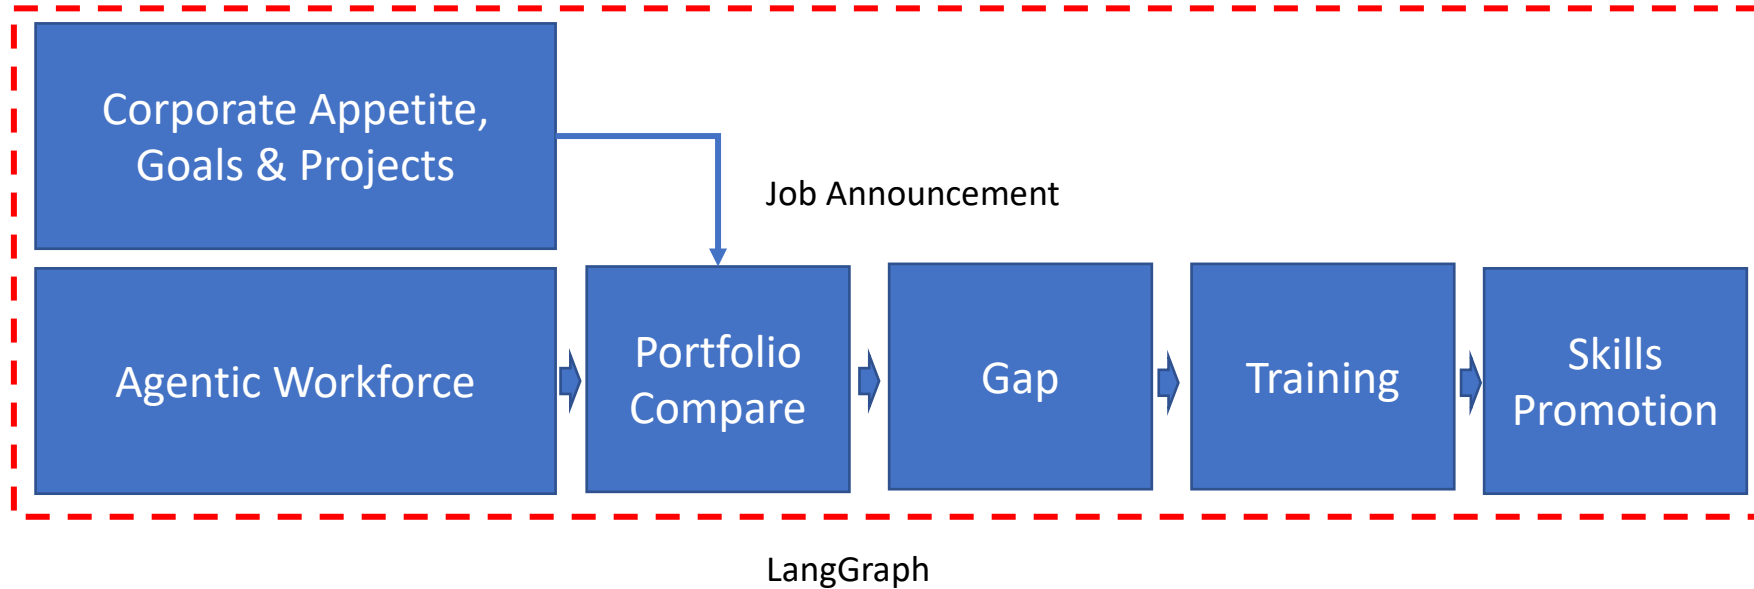 Corporate Appetite,
Goals & Projects
Job Announcement
Agentic Workforce
Portfolio
Compare
Gap
Training
Skills
Promotion
LangGraph